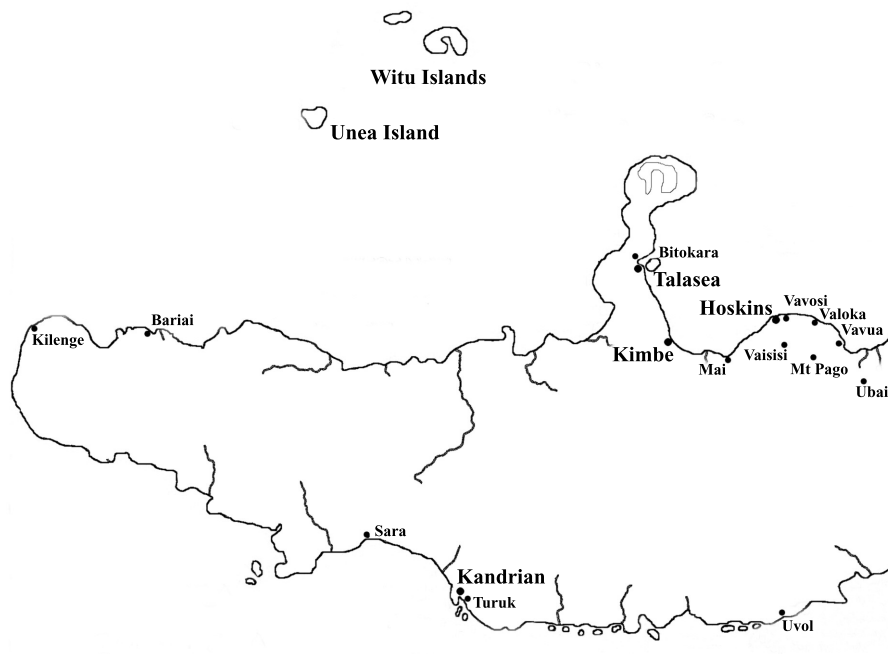 Witu Islands
Unea Island
Bitokara
Talasea
Hoskins
Vavosi
Valoka
Vavua
Kilenge
Bariai
Kimbe
Mai
Vaisisi
Mt Pago
Ubai
Sara
Kandrian
Turuk
Uvol